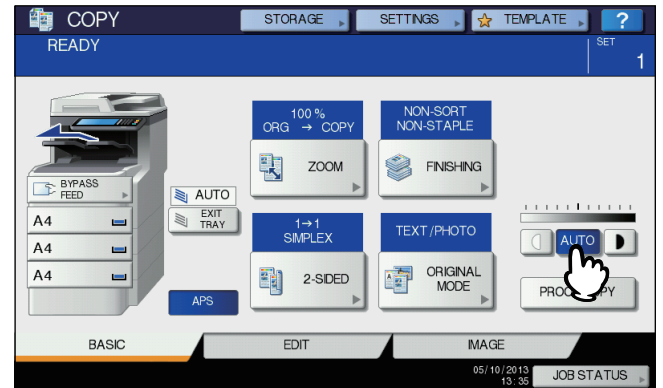 COPY
STORAGE
SETTINGS
TEMPLATE
?
READY
SET
1
100 %
ORG → COPY
ZOOM
NON-SORT
NON-STAPLE
FINISHING
BYPASS
FEED
A4
A4
A4
AUTO
EXIT
TRAY
APS
1→1
SIMPLEX
2-SIDED
TEXT/PHOTO
ORIGINAL
MODE
AUTO
BASIC
EDIT
IMAGE
05/10/2013
13:35
JOB STATUS